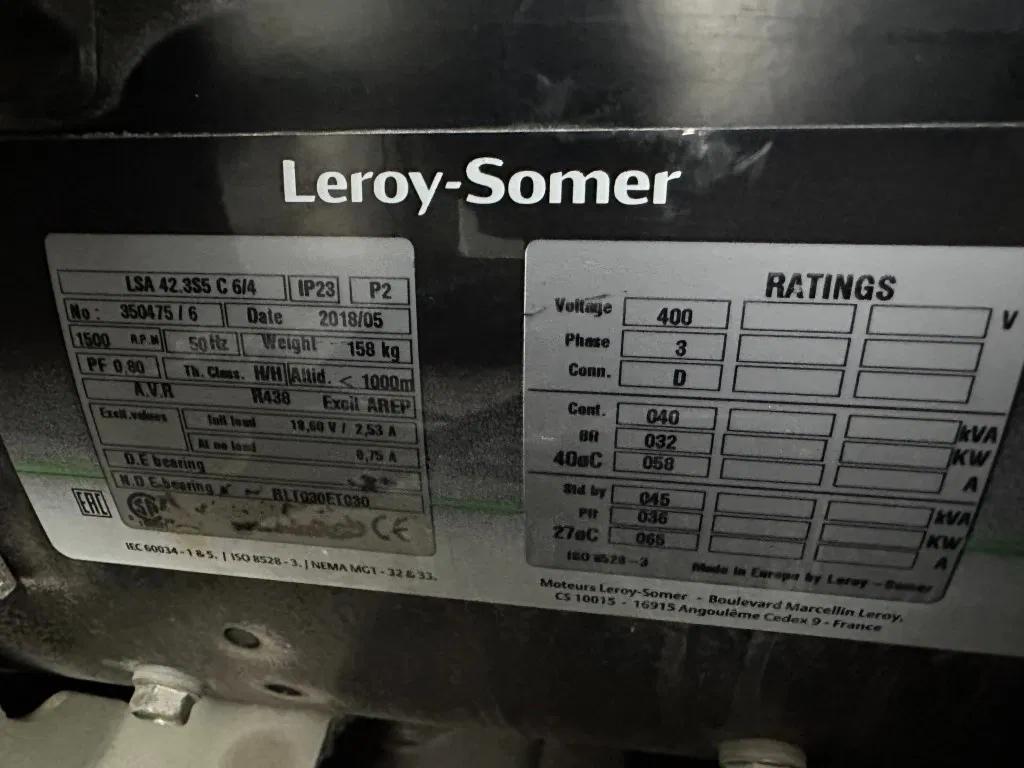 Leroy-Somer
LSA 42.3S5 C 6/4 IP23 P2
No : 350475 / 6 Date 2018/05
1500 R.P.M 50 Hz Weight 158 kg
PF 0,80 Th. Class. H/H Altid. < 1000m
A.V.R R438 Excit AREP
Excit.values full load 18,60 V / 2,53 A
At no load 0,75 A
D.E bearing
N.D.E bearing
EAC CE
IEC 60034 - 1 & 5. / ISO 8528 - 3. / NEMA MG1 - 32 & 33.
RATINGS
Voltage 400 V
Phase 3
Conn. D
Cont. 040 kVA
BR 032 KW
40øC 058 A
Std by 045 kVA
PR 036 KW
27øC 065 A
ISO 8528 - 3 Made in Europe by Leroy - Somer
Moteurs Leroy-Somer - Boulevard Marcellin Leroy,
CS 10015 - 16915 Angoulême Cedex 9 - France